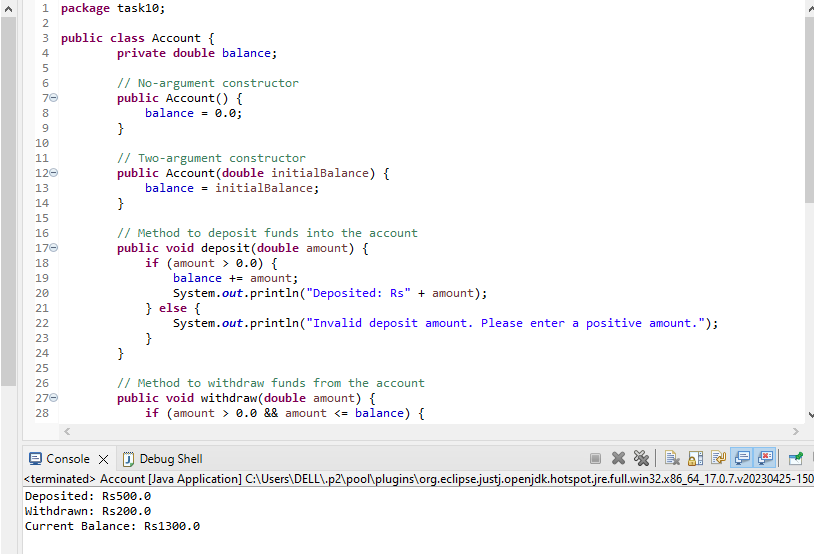 1 package task10;
2
3 public class Account {
4 private double balance;
5
6 // No-argument constructor
7 public Account() {
8 balance = 0.0;
9 }
10
11 // Two-argument constructor
12 public Account(double initialBalance) {
13 balance = initialBalance;
14 }
15
16 // Method to deposit funds into the account
17 public void deposit(double amount) {
18 if (amount > 0.0) {
19 balance += amount;
20 System.out.println("Deposited: Rs" + amount);
21 } else {
22 System.out.println("Invalid deposit amount. Please enter a positive amount.");
23 }
24 }
25
26 // Method to withdraw funds from the account
27 public void withdraw(double amount) {
28 if (amount > 0.0 && amount <= balance) {
Console Debug Shell
<terminated> Account [Java Application] C:\Users\DELL\.p2\pool\plugins\org.eclipse.justj.openjdk.hotspot.jre.full.win32.x86_64_17.0.7.v20230425-150
Deposited: Rs500.0
Withdrawn: Rs200.0
Current Balance: Rs1300.0